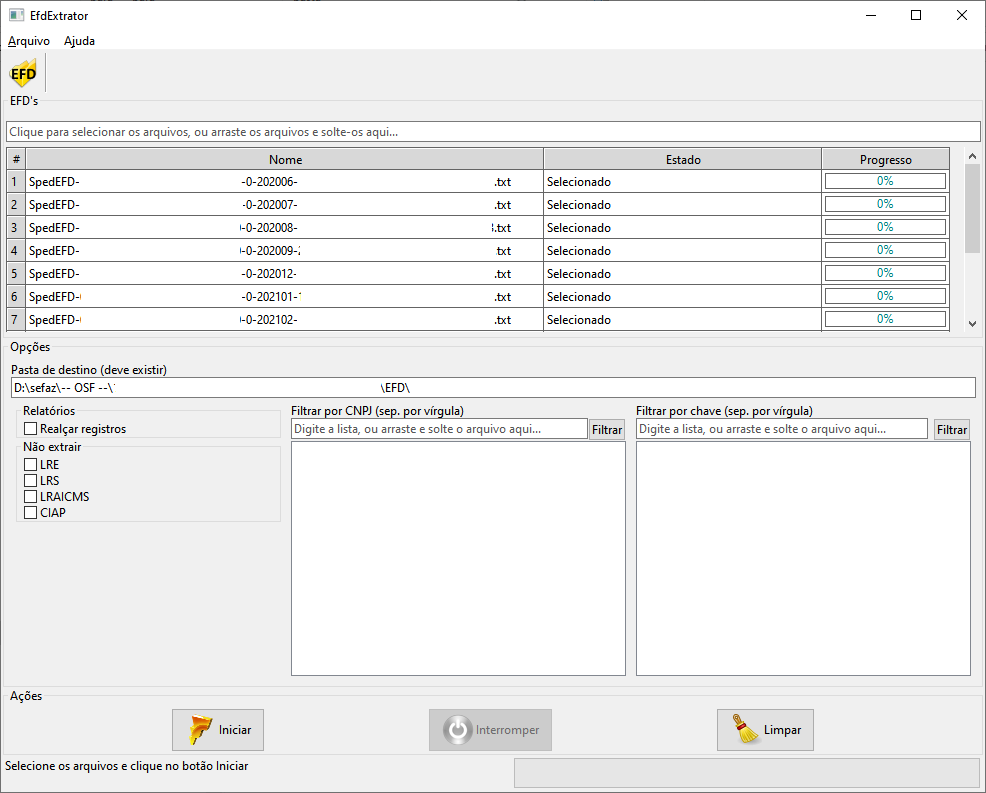 EfdExtrator
Arquivo Ajuda
EFD
EFD's
Clique para selecionar os arquivos, ou arraste os arquivos e solte-os aqui...
# Nome Estado Progresso
1 SpedEFD- -0-202006- .txt Selecionado 0%
2 SpedEFD- -0-202007- .txt Selecionado 0%
3 SpedEFD- -0-202008- .txt Selecionado 0%
4 SpedEFD- -0-202009- txt Selecionado 0%
5 SpedEFD- -0-202012- .txt Selecionado 0%
6 SpedEFD- -0-202101- .txt Selecionado 0%
7 SpedEFD- -0-202102- .txt Selecionado 0%
Opções
Pasta de destino (deve existir)
D:\sefaz\-- OSF --\ \EFD\
Relatórios
Realçar registros
Não extrair
LRE
LRS
LRAICMS
CIAP
Filtrar por CNPJ (sep. por vírgula)
Digite a lista, ou arraste e solte o arquivo aqui... Filtrar
Filtrar por chave (sep. por vírgula)
Digite a lista, ou arraste e solte o arquivo aqui... Filtrar
Ações
Iniciar Interromper Limpar
Selecione os arquivos e clique no botão Iniciar